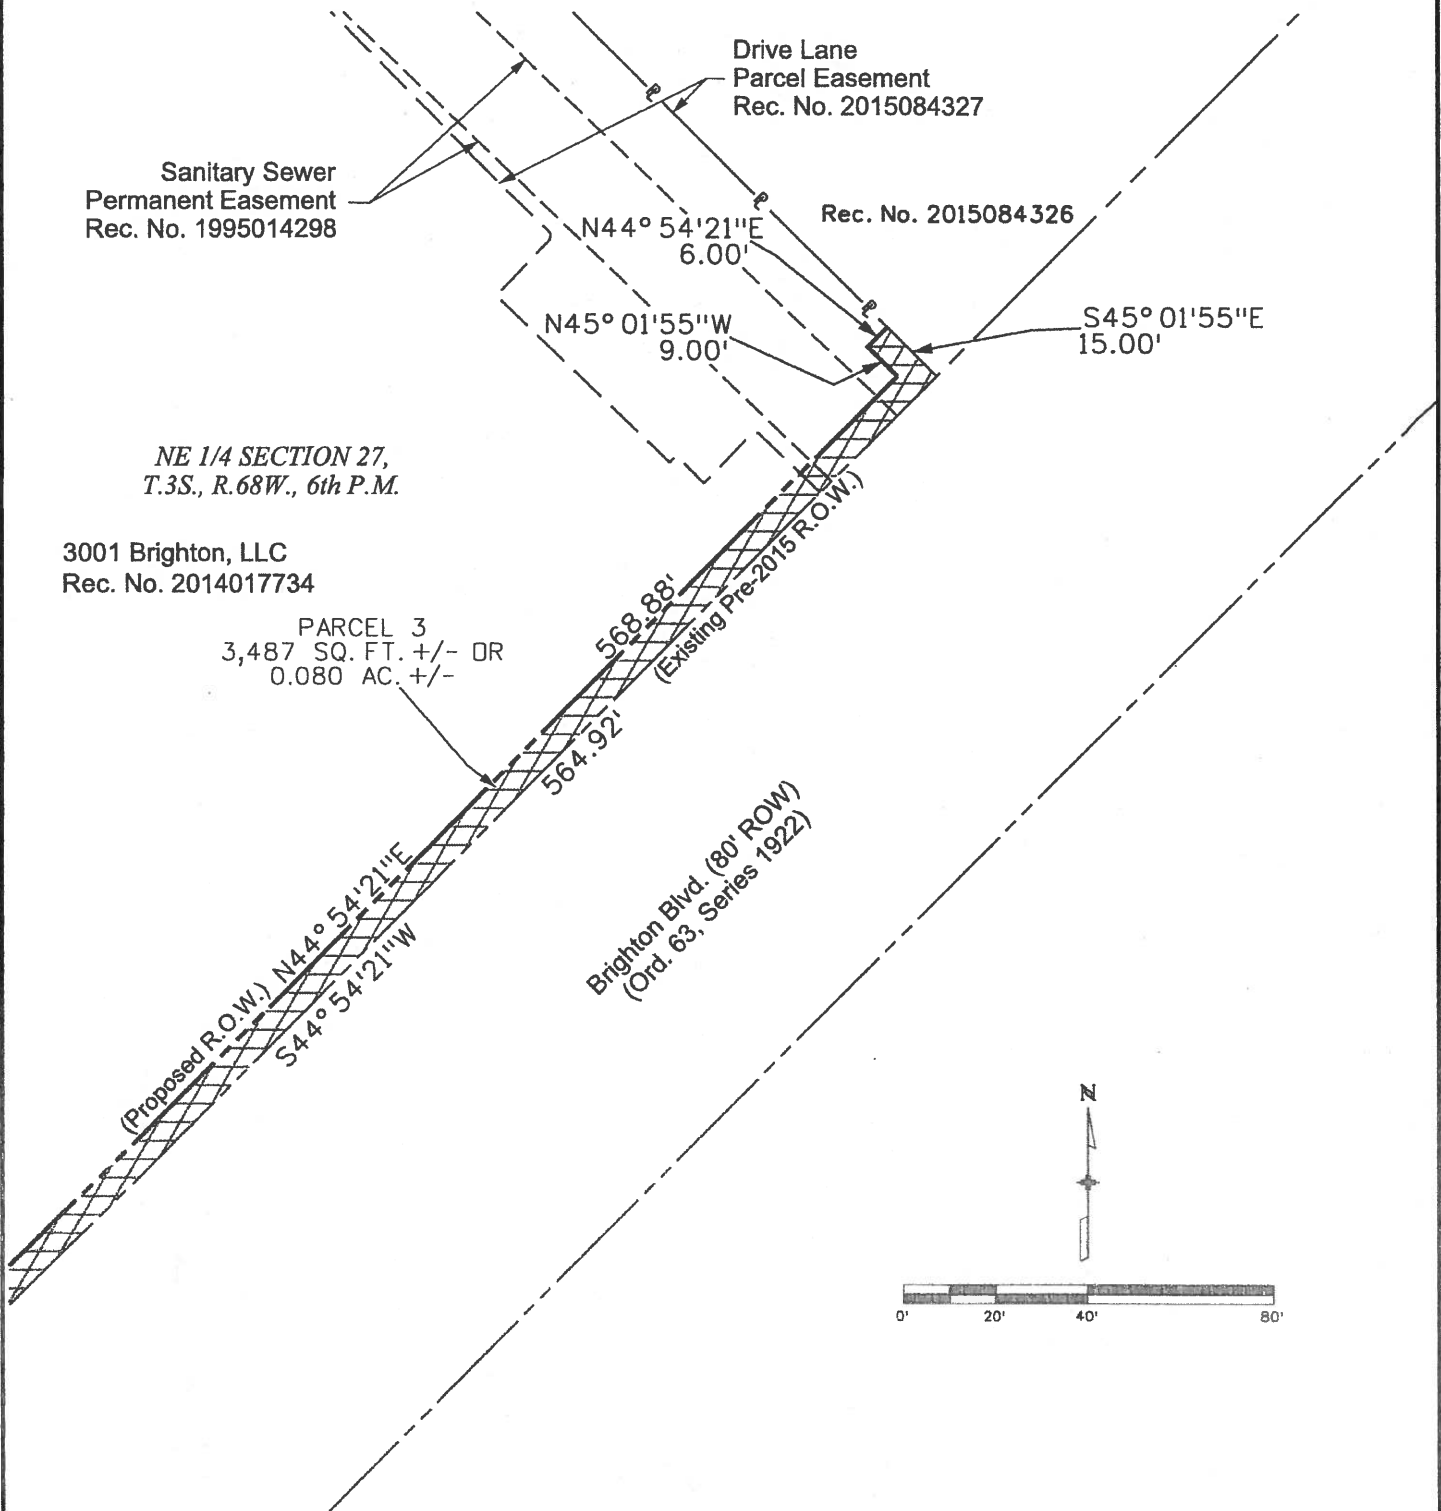 Drive Lane
Parcel Easement
Rec. No. 2015084327
Sanitary Sewer
Permanent Easement
Rec. No. 1995014298
Rec. No. 2015084326
N44° 54'21"E
6.00'
N45° 01'55"W
9.00'
S45° 01'55"E
15.00'
NE 1/4 SECTION 27,
T.3S., R.68W., 6th P.M.
3001 Brighton, LLC
Rec. No. 2014017734
PARCEL 3
3,487 SQ. FT. +/- OR
0.080 AC. +/-
568.88'
(Existing Pre-2015 R.O.W.)
564.92'
(Proposed R.O.W.) N44° 54'21"E
S44° 54'21"W
Brighton Blvd. (80' ROW)
(Ord. 63, Series 1922)
N
0' 20' 40' 80'